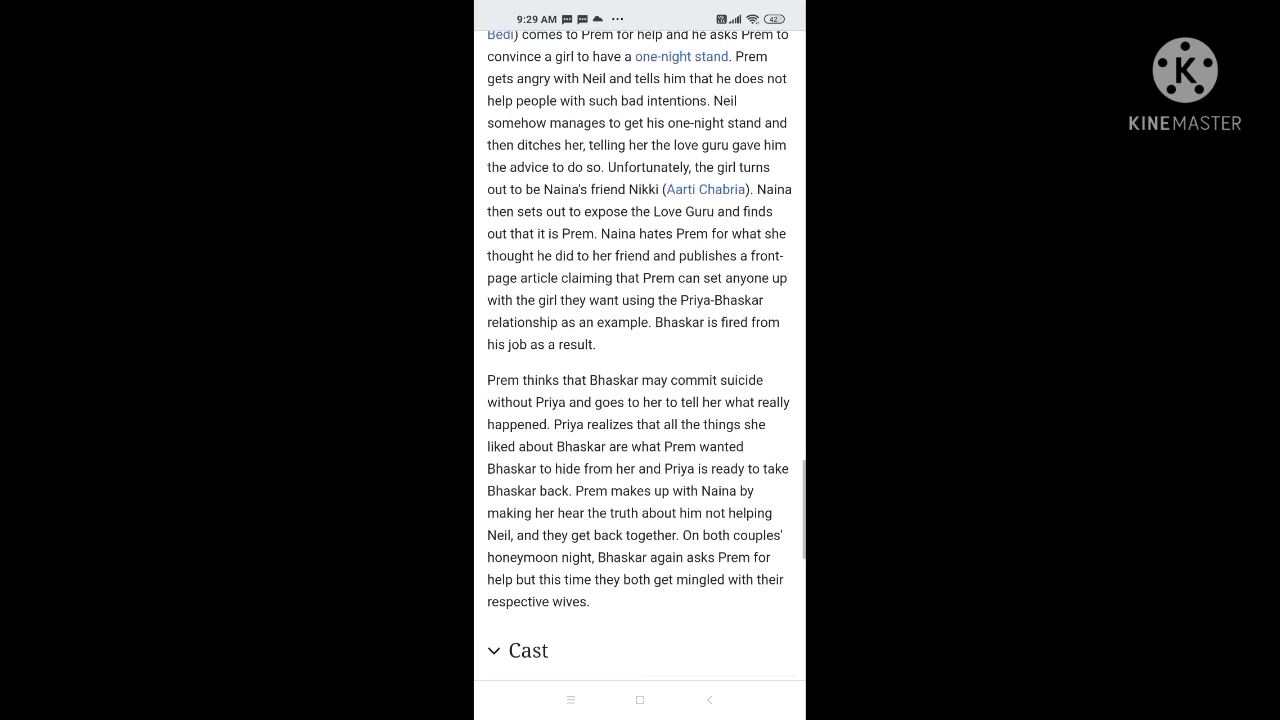 9:29 AM
42
Bedi) comes to Prem for help and he asks Prem to
convince a girl to have a one-night stand. Prem
gets angry with Neil and tells him that he does not
help people with such bad intentions. Neil
somehow manages to get his one-night stand and
then ditches her, telling her the love guru gave him
the advice to do so. Unfortunately, the girl turns
out to be Naina's friend Nikki (Aarti Chabria). Naina
then sets out to expose the Love Guru and finds
out that it is Prem. Naina hates Prem for what she
thought he did to her friend and publishes a front-
page article claiming that Prem can set anyone up
with the girl they want using the Priya-Bhaskar
relationship as an example. Bhaskar is fired from
his job as a result.
Prem thinks that Bhaskar may commit suicide
without Priya and goes to her to tell her what really
happened. Priya realizes that all the things she
liked about Bhaskar are what Prem wanted
Bhaskar to hide from her and Priya is ready to take
Bhaskar back. Prem makes up with Naina by
making her hear the truth about him not helping
Neil, and they get back together. On both couples'
honeymoon night, Bhaskar again asks Prem for
help but this time they both get mingled with their
respective wives.
Cast
K
KINEMASTER